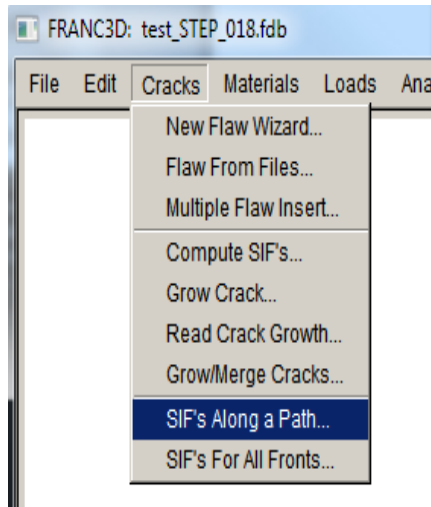 FRANC3D: test_STEP_018.fdb
File Edit Cracks Materials Loads Ana
New Flaw Wizard...
Flaw From Files...
Multiple Flaw Insert...
Compute SIF's...
Grow Crack...
Read Crack Growth...
Grow/Merge Cracks...
SIF's Along a Path...
SIF's For All Fronts...